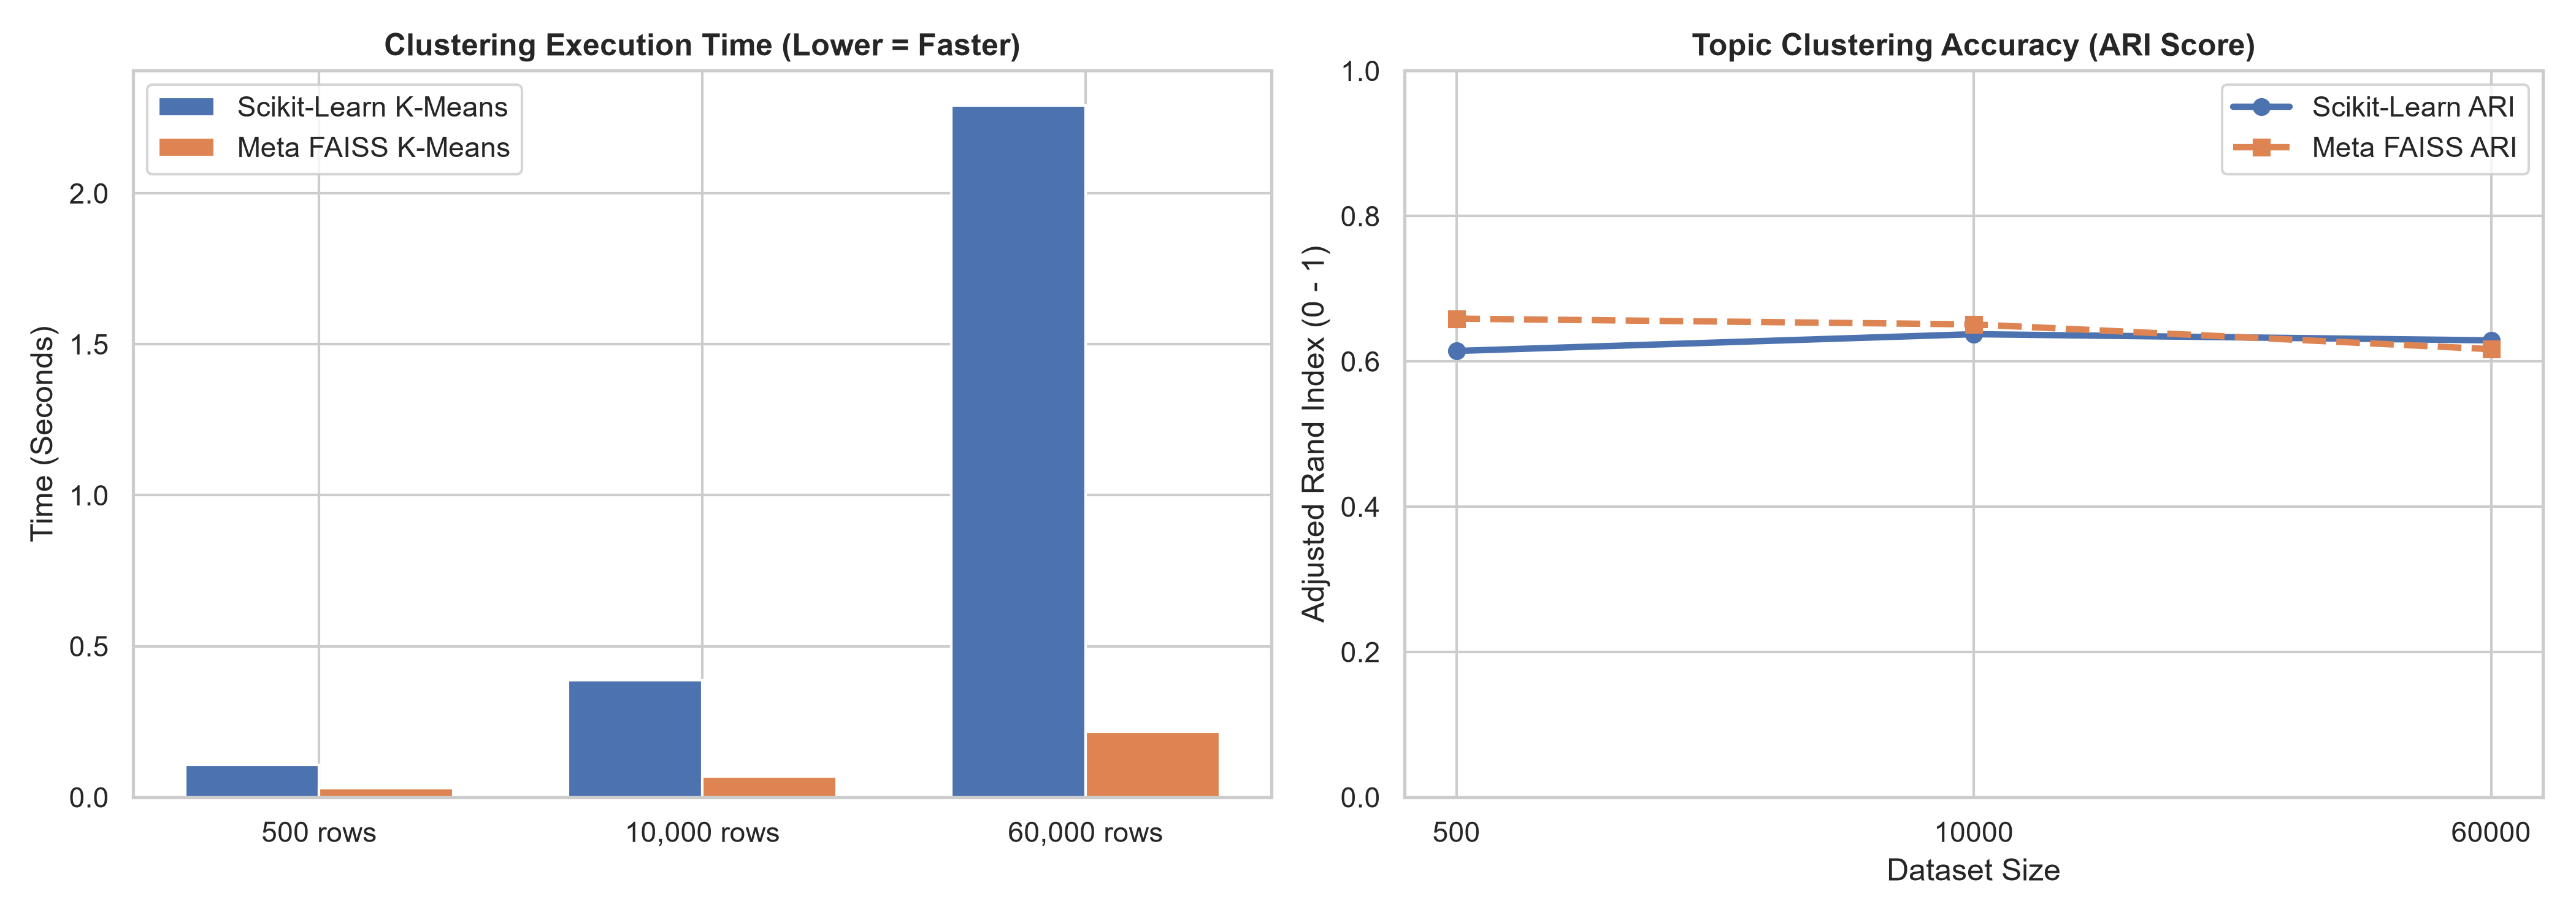 Clustering Execution Time (Lower = Faster)
Scikit-Learn K-Means
Meta FAISS K-Means
Time (Seconds)
2.0
1.5
1.0
0.5
0.0
500 rows
10,000 rows
60,000 rows
Topic Clustering Accuracy (ARI Score)
Scikit-Learn ARI
Meta FAISS ARI
Adjusted Rand Index (0 - 1)
1.0
0.8
0.6
0.4
0.2
0.0
500
10000
60000
Dataset Size